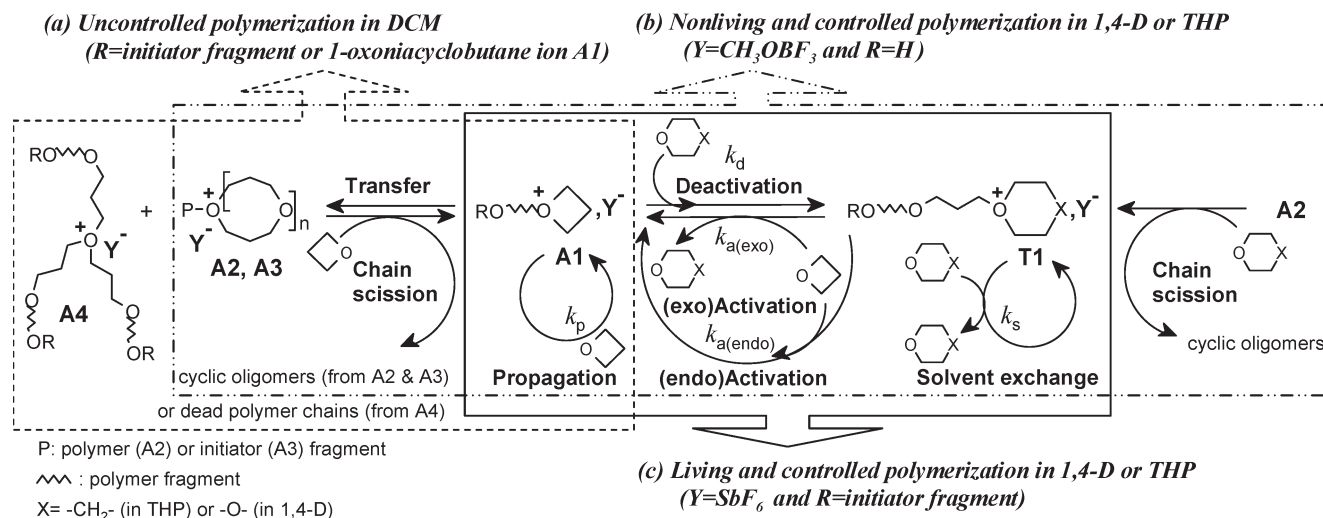 (a) Uncontrolled polymerization in DCM
(R=initiator fragment or 1-oxoniacyclobutane ion A1)
(b) Nonliving and controlled polymerization in 1,4-D or THP
(Y=CH3OBF3 and R=H)
RO
O
+
O Y-
O
RO
A4
O
OR
+
P-O+
Y-
O
n
A2, A3
Transfer
O
Chain
scission
cyclic oligomers (from A2 & A3)
or dead polymer chains (from A4)
RO O+ ,Y-
A1
kp
O
Propagation
O X
kd
Deactivation
ka(exo)
O X
O
(exo)Activation
ka(endo)
(endo)Activation
RO O O+ X,Y-
T1
O X
ks
O X
Solvent exchange
A2
O X
Chain
scission
cyclic oligomers
P: polymer (A2) or initiator (A3) fragment
: polymer fragment
X= -CH2- (in THP) or -O- (in 1,4-D)
(c) Living and controlled polymerization in 1,4-D or THP
(Y=SbF6 and R=initiator fragment)